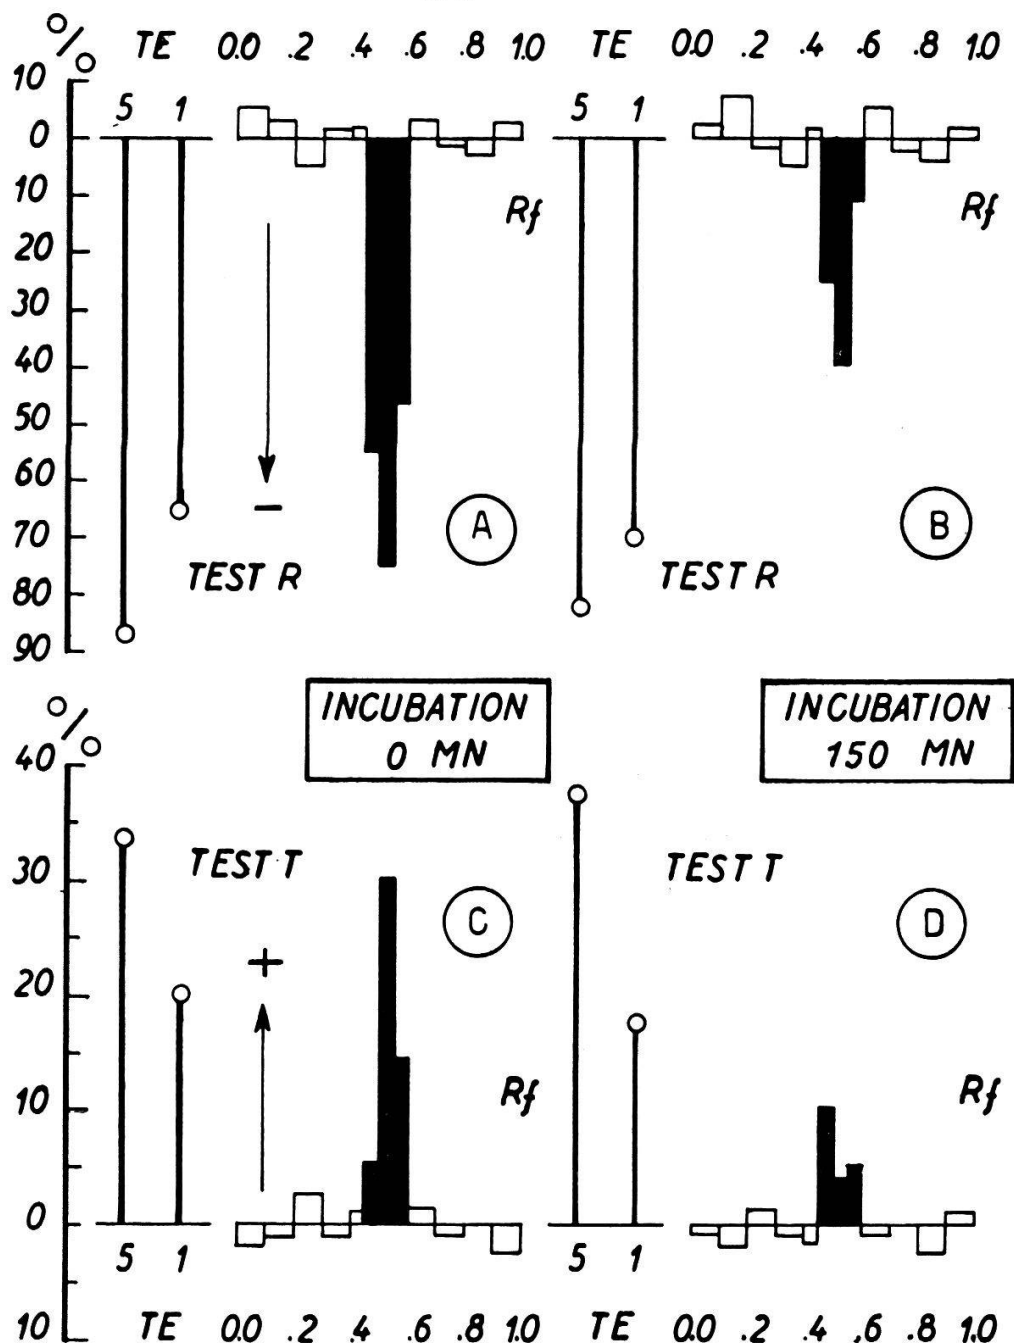 %
TE 0.0 .2 .4 .6 .8 1.0 TE 0.0 .2 .4 .6 .8 1.0
10
5 1 5 1
0
10
Rf Rf
20
30
40
50
60
−
A B
70
TEST R TEST R
80
90
INCUBATION
0 MN
INCUBATION
150 MN
%
40
TEST T TEST T
30
C D
+
20
10
Rf Rf
0
5 1 5 1
10
TE 0.0 .2 .4 .6 .8 1.0 TE 0.0 .2 .4 .6 .8 1.0